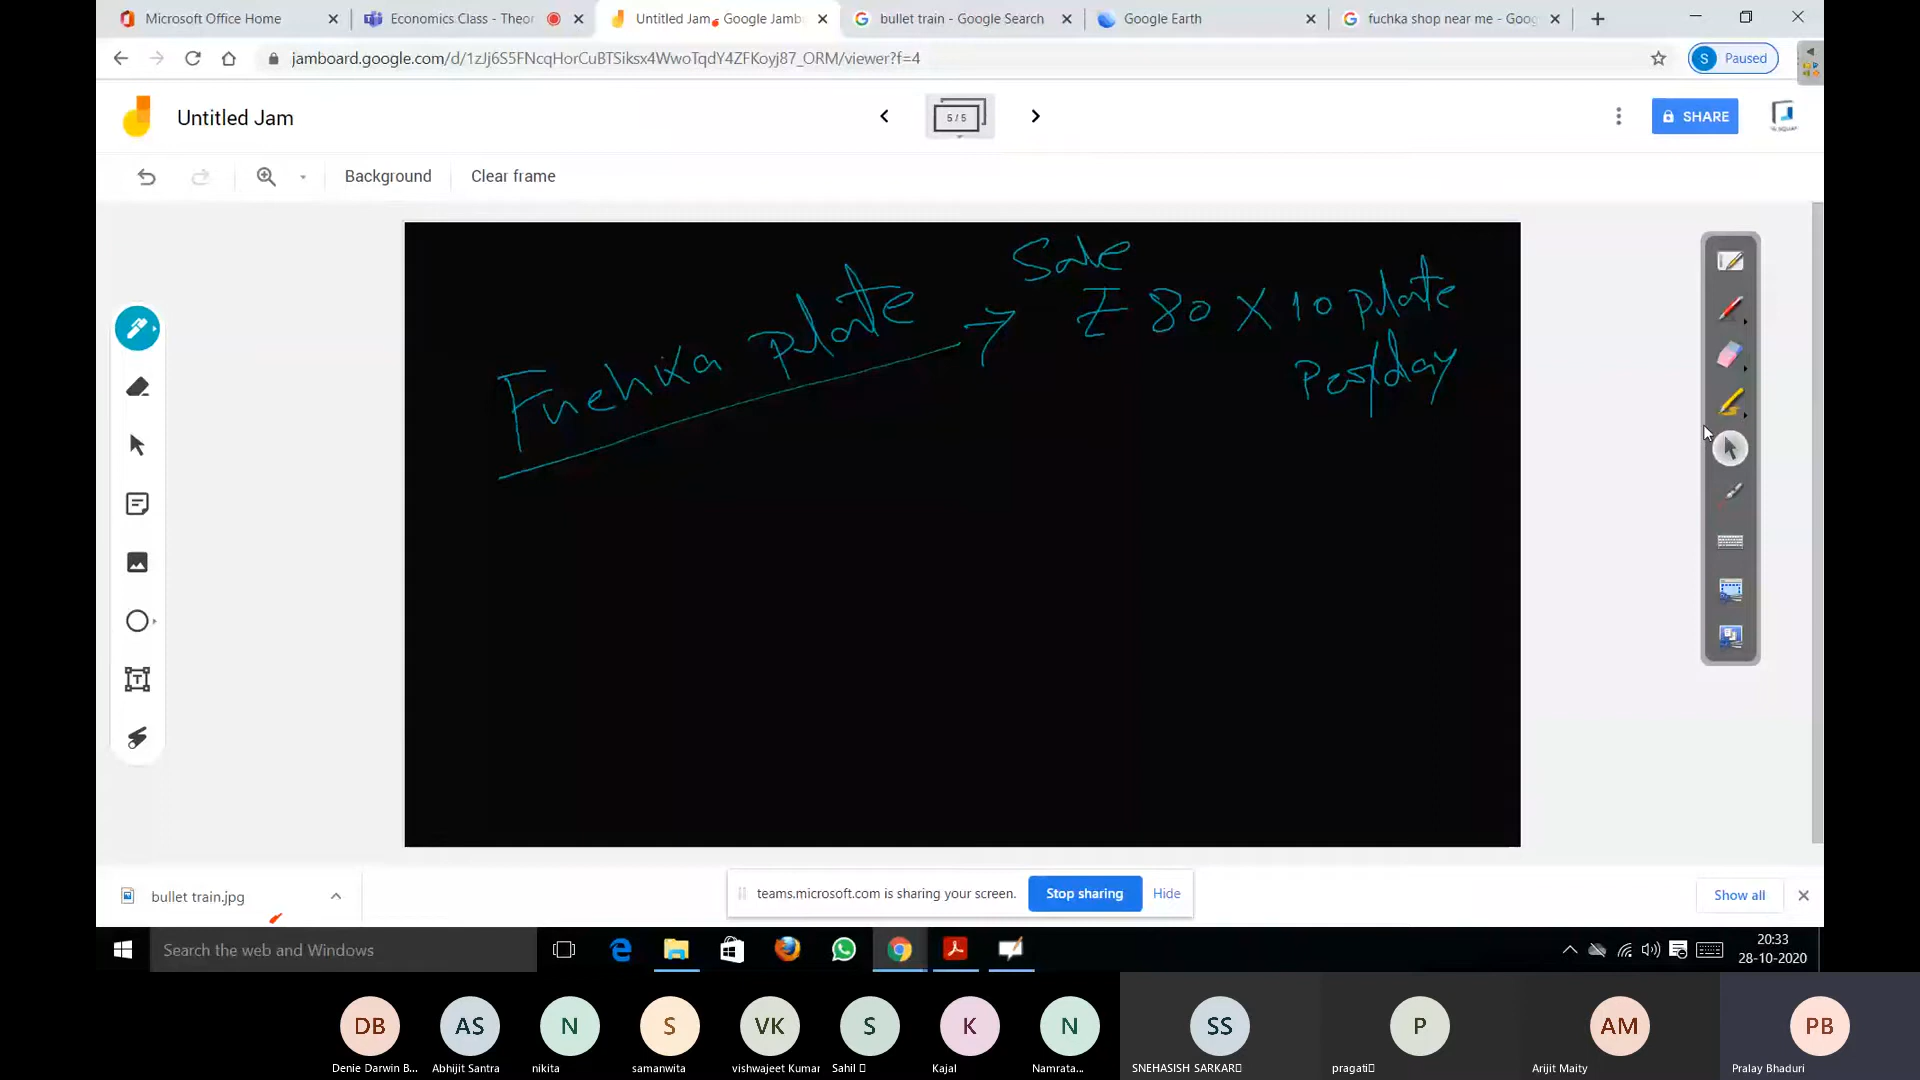 Microsoft Office Home
Economics Class - Theor
Untitled Jam - Google Jamb
bullet train - Google Search
Google Earth
fuchka shop near me - Goog
jamboard.google.com/d/1zJj6S5FNcqHorCuBTSiksx4WwoTqdY4ZFKoyj87_ORM/viewer?f=4
S Paused
Untitled Jam
5 / 5
SHARE
Background
Clear frame
Sale
Fuchka Plate → ₹ 80 X 10 Plate
Per/day
bullet train.jpg
teams.microsoft.com is sharing your screen.
Stop sharing
Hide
Show all
Search the web and Windows
20:33
28-10-2020
DB AS N S VK S K N SS P AM PB
Denie Darwin B... Abhijit Santra nikita samanwita vishwajeet Kumar Sahil Kajal Namrata... SNEHASISH SARKAR pragati Arijit Maity Pralay Bhaduri